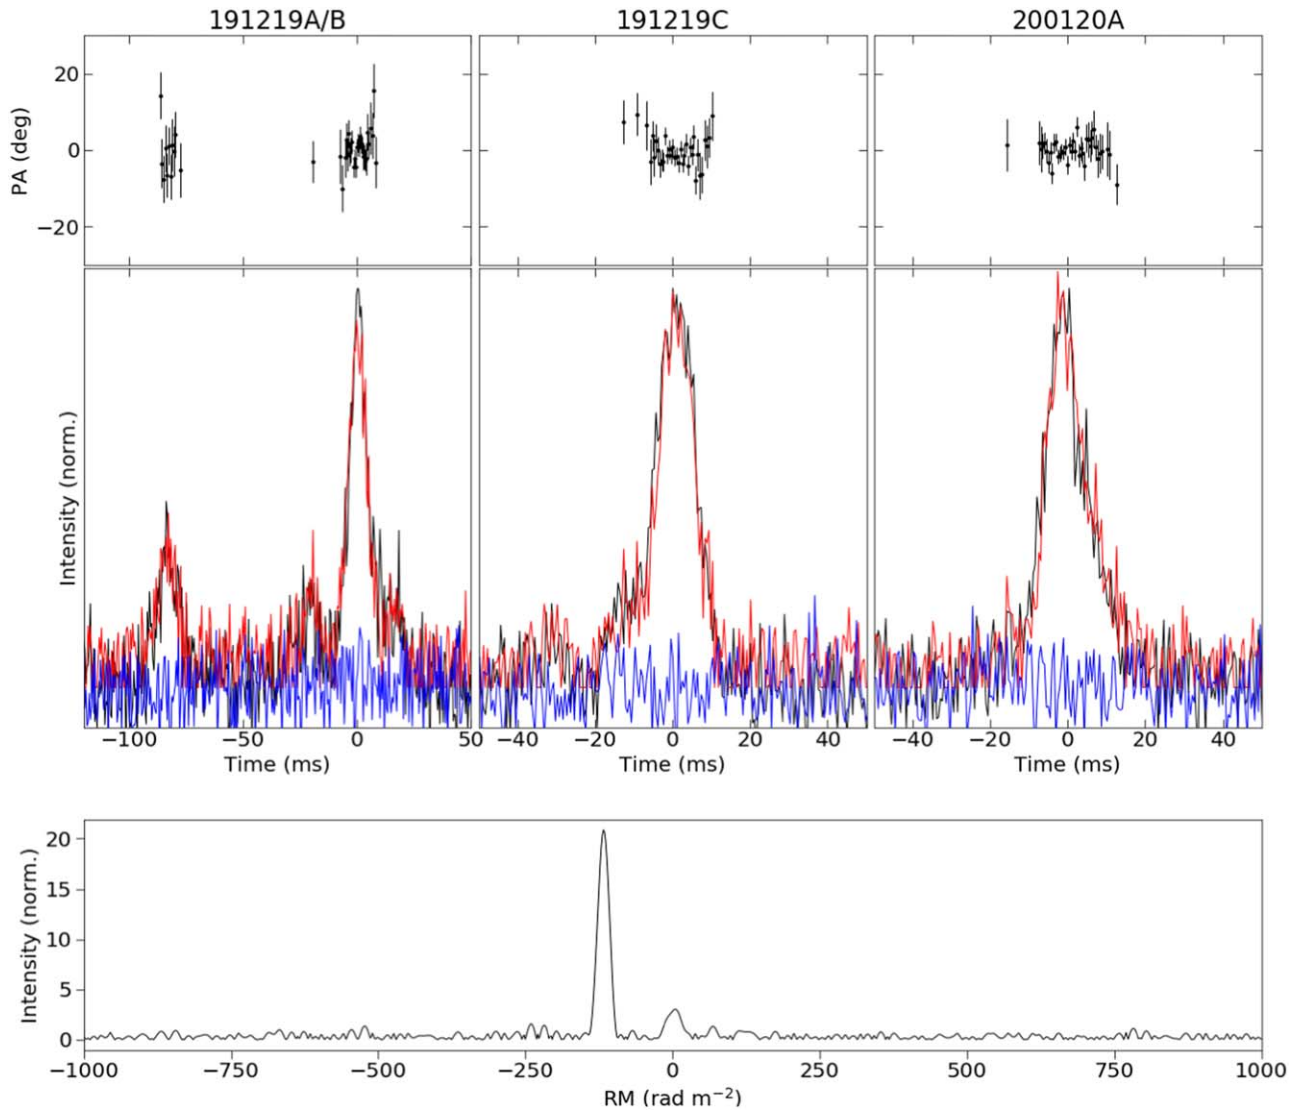 191219A/B 191219C 200120A
PA (deg)
20
0
−20
Intensity (norm.)
−100 −50 0 50 −40 −20 0 20 40 −40 −20 0 20 40
Time (ms) Time (ms) Time (ms)
Intensity (norm.)
20
15
10
5
0
−1000 −750 −500 −250 0 250 500 750 1000
RM (rad m⁻²)